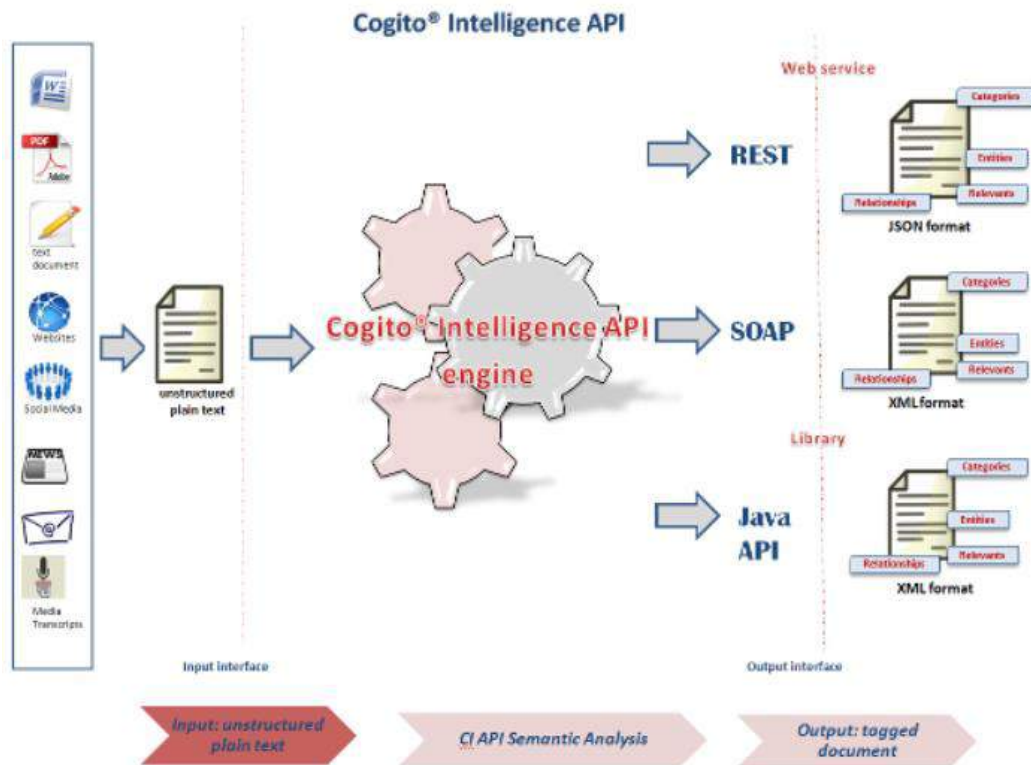 Cogito® Intelligence API
Web service
W
PDF
Adobe
text
document
Websites
Social Media
NEWS
@
Media
Transcripts
unstructured
plain text
Cogito® Intelligence API
engine
REST
SOAP
Library
Java
API
Categories
Entities
Relevants
Relationships
JSON format
Categories
Entities
Relevants
Relationships
XML format
Categories
Entities
Relevants
Relationships
XML format
Input interface
Output interface
Input: unstructured
plain text
CI API Semantic Analysis
Output: tagged
document